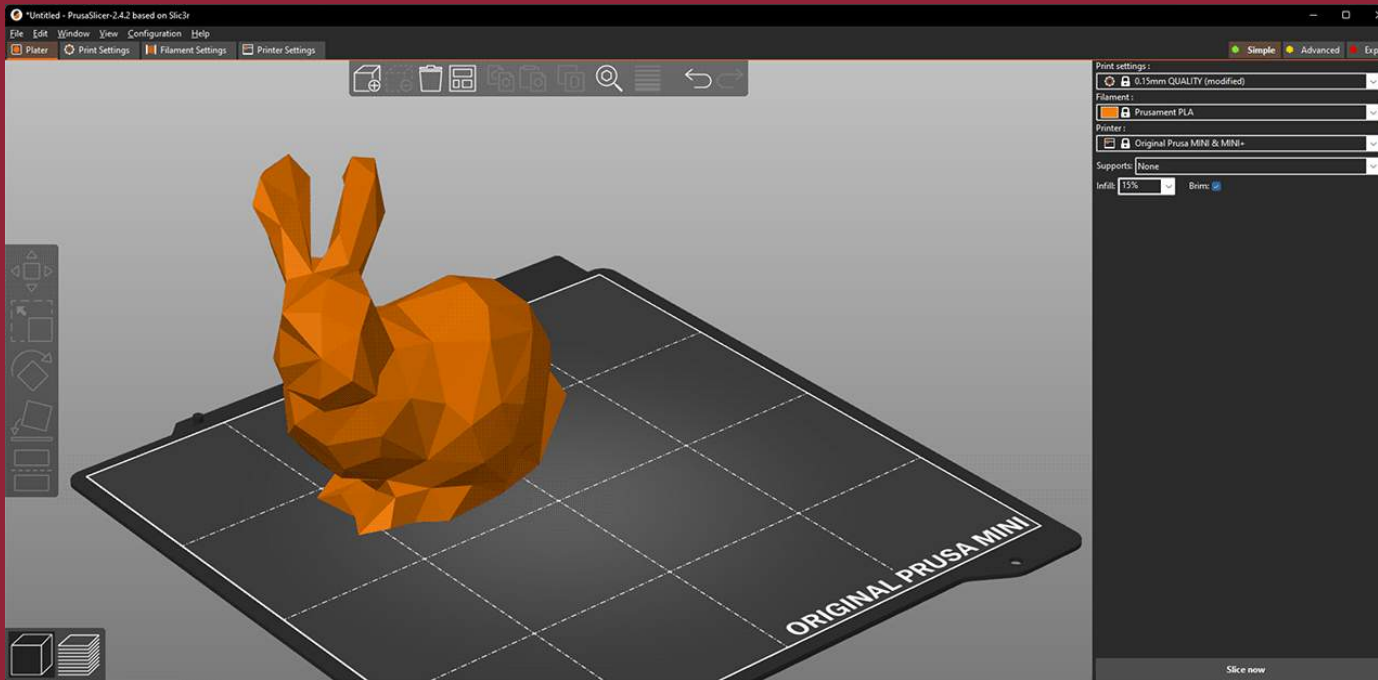 *Untitled - PrusaSlicer-2.4.2 based on Slic3r
File Edit Window View Configuration Help
Plater Print Settings Filament Settings Printer Settings
Simple Advanced Exp
Print settings :
0.15mm QUALITY (modified)
Filament :
Prusament PLA
Printer :
Original Prusa MINI & MINI+
Supports: None
Infill: 15% Brim:
ORIGINAL PRUSA MINI
Slice now